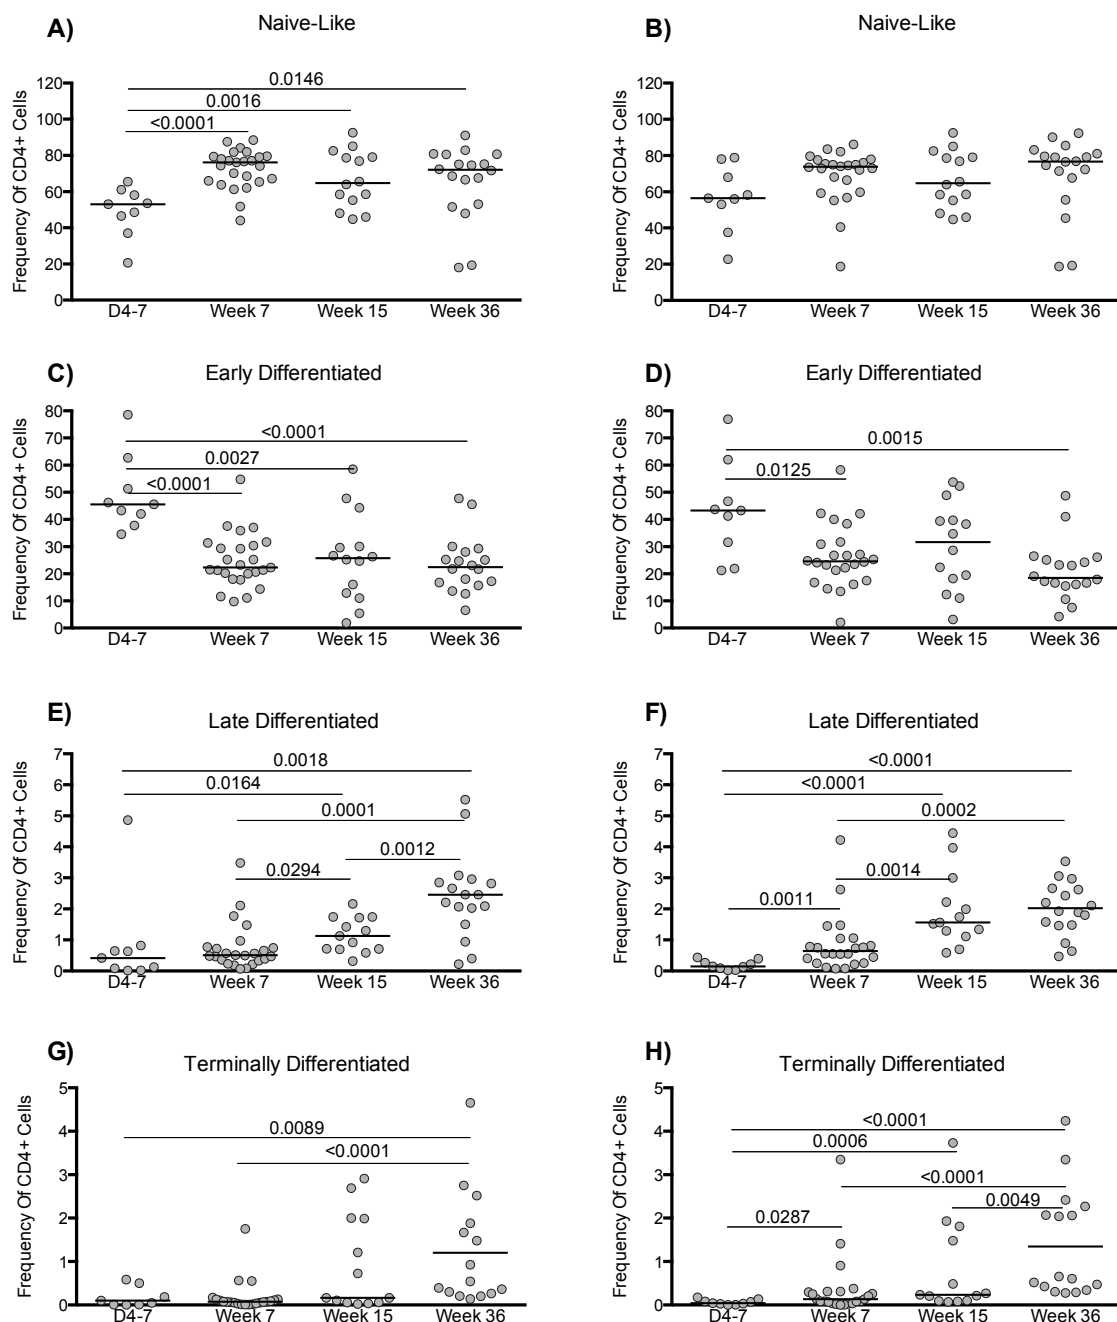 A)
Naive-Like
Frequency Of CD4+ Cells
120
100
80
60
40
20
0
0.0146
0.0016
<0.0001
D4-7 Week 7 Week 15 Week 36
B)
Naive-Like
Frequency Of CD4+ Cells
120
100
80
60
40
20
0
D4-7 Week 7 Week 15 Week 36
C)
Early Differentiated
Frequency Of CD4+ Cells
80
70
60
50
40
30
20
10
0
<0.0001
0.0027
<0.0001
D4-7 Week 7 Week 15 Week 36
D)
Early Differentiated
Frequency Of CD4+ Cells
80
70
60
50
40
30
20
10
0
0.0015
0.0125
D4-7 Week 7 Week 15 Week 36
E)
Late Differentiated
Frequency Of CD4+ Cells
7
6
5
4
3
2
1
0
0.0018
0.0164
0.0001
0.0012
0.0294
D4-7 Week 7 Week 15 Week 36
F)
Late Differentiated
Frequency Of CD4+ Cells
7
6
5
4
3
2
1
0
<0.0001
<0.0001
0.0002
0.0014
0.0011
D4-7 Week 7 Week 15 Week 36
G)
Terminally Differentiated
Frequency Of CD4+ Cells
5
4
3
2
1
0
0.0089
<0.0001
D4-7 Week 7 Week 15 Week 36
H)
Terminally Differentiated
Frequency Of CD4+ Cells
5
4
3
2
1
0
<0.0001
0.0006
<0.0001
0.0049
0.0287
D4-7 Week 7 Week 15 Week 36